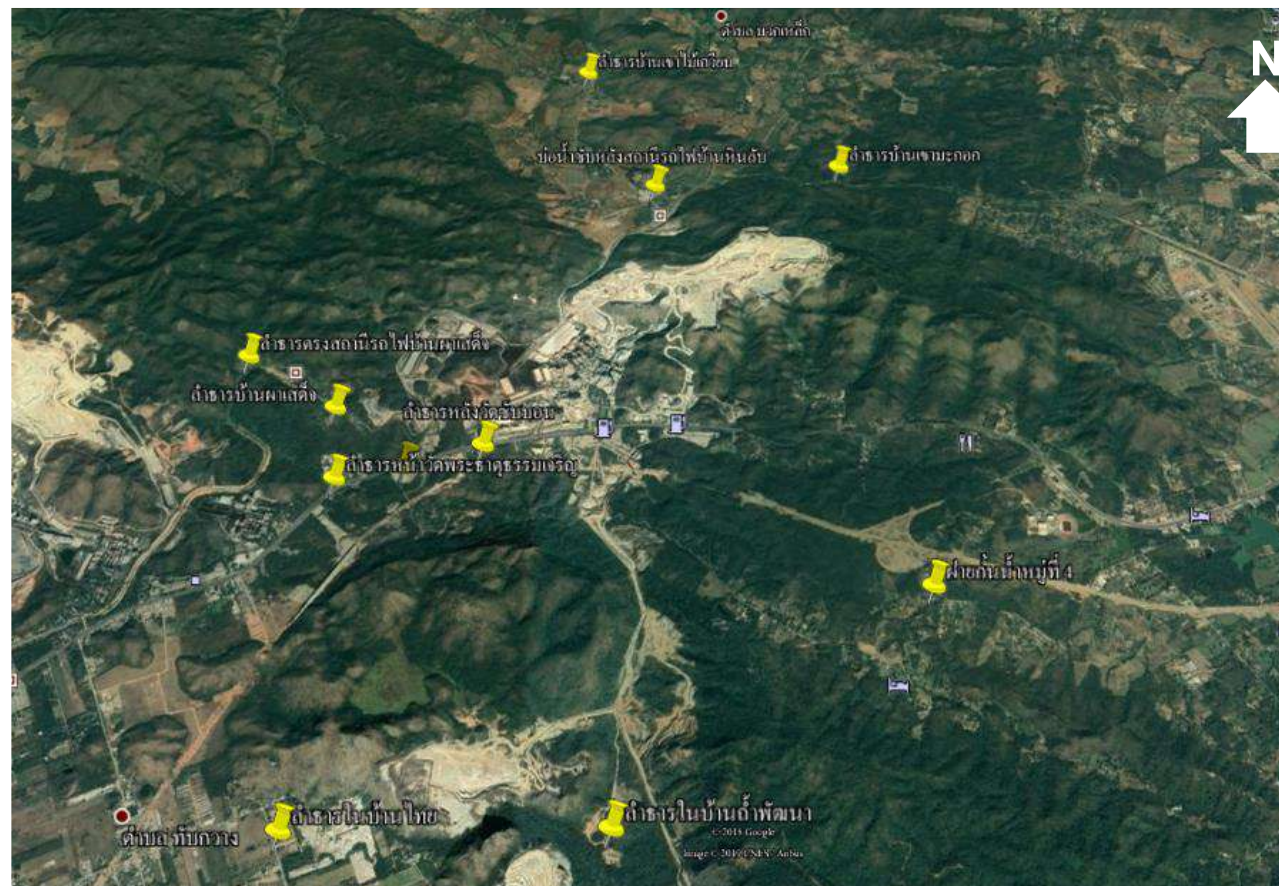 ตำบล มวกเหล็ก
ลำธารบ้านเขาไม้เกวียน
N
บ่อน้ำซับหลังสถานีรถไฟบ้านหินลับ
ลำธารบ้านเขามะกอก
ลำธารตรงสถานีรถไฟบ้านผาเสด็จ
ลำธารบ้านผาเสด็จ
ลำธารหลังวัดซับบอน
ลำธารหน้าวัดพระธาตุธรรมเจริญ
ฝายกั้นน้ำหมู่ที่ 4
ลำธารในบ้านไทย
ลำธารในบ้านถ้ำพัฒนา
ตำบล ทับกวาง
© 2018 Google
Image © 2019 CNES / Airbus